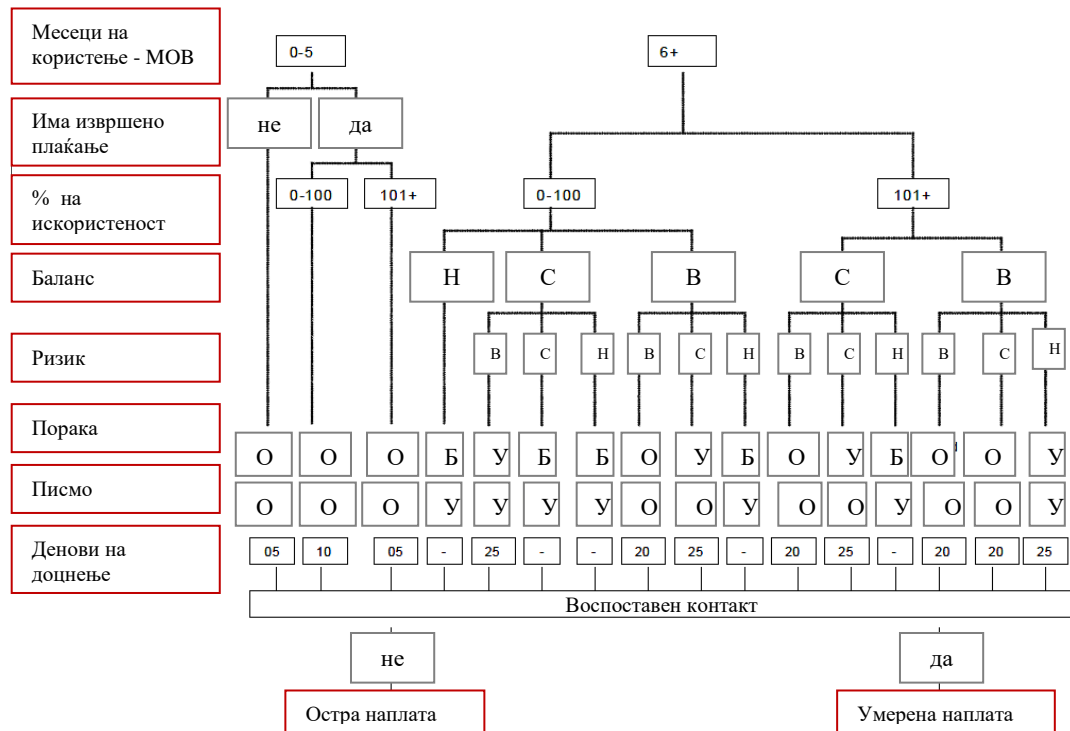 Месеци на
користење - МОВ
0-5
6+
Има извршено
плаќање
не
да
% на
искористеност
0-100
101+
0-100
101+
Баланс
Н
С
В
С
В
Ризик
В
С
Н
В
С
Н
В
С
Н
В
С
Н
Порака
О
О
О
Б
У
Б
Б
О
У
Б
О
У
Б
О
О
У
Писмо
О
О
О
У
У
У
У
О
О
У
О
О
У
О
О
У
Денови на
доцнење
05
10
05
-
25
-
-
20
25
-
20
25
-
20
20
25
Воспоставен контакт
не
да
Остра наплата
Умерена наплата